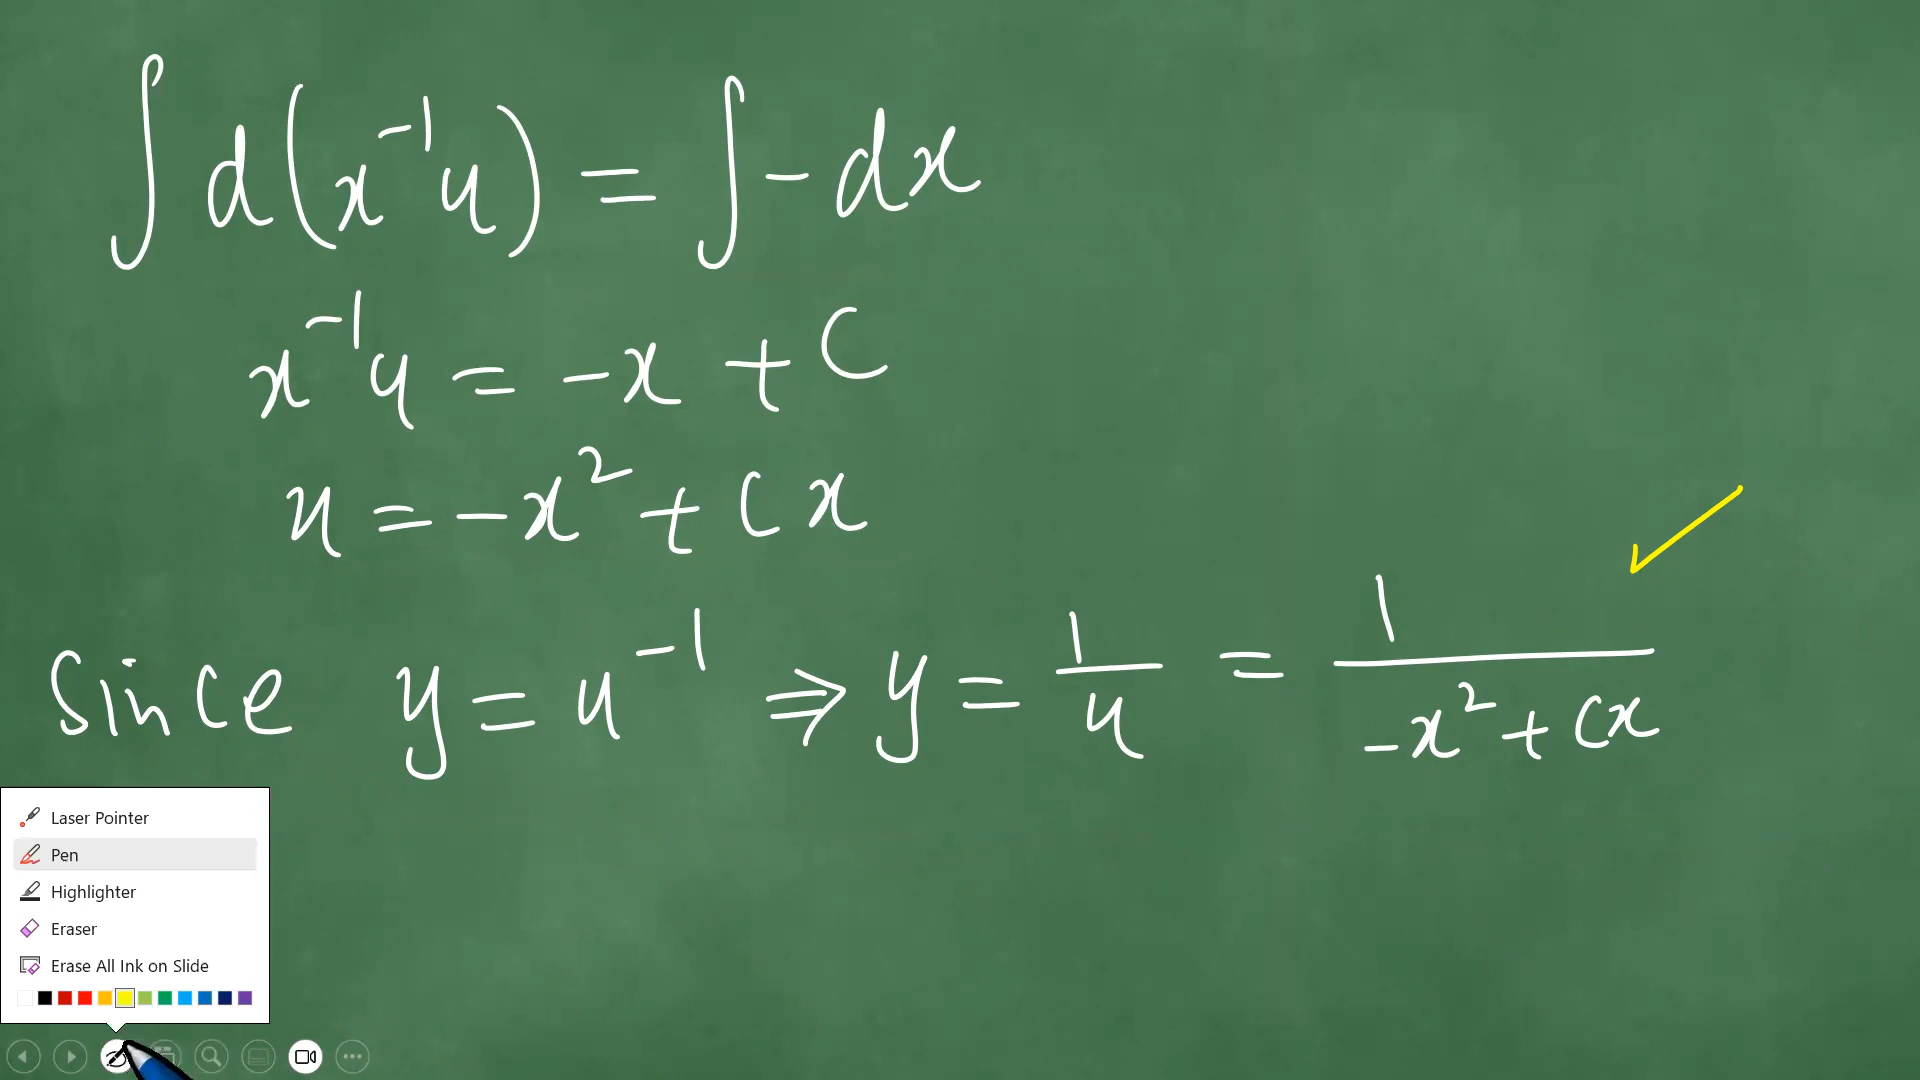 ∫ d(x⁻¹u) = ∫ - dx
x⁻¹u = -x + C
u = -x² + Cx
Since y = u⁻¹ ⇒ y = 1/u = 1/(-x² + Cx)
Laser Pointer
Pen
Highlighter
Eraser
Erase All Ink on Slide